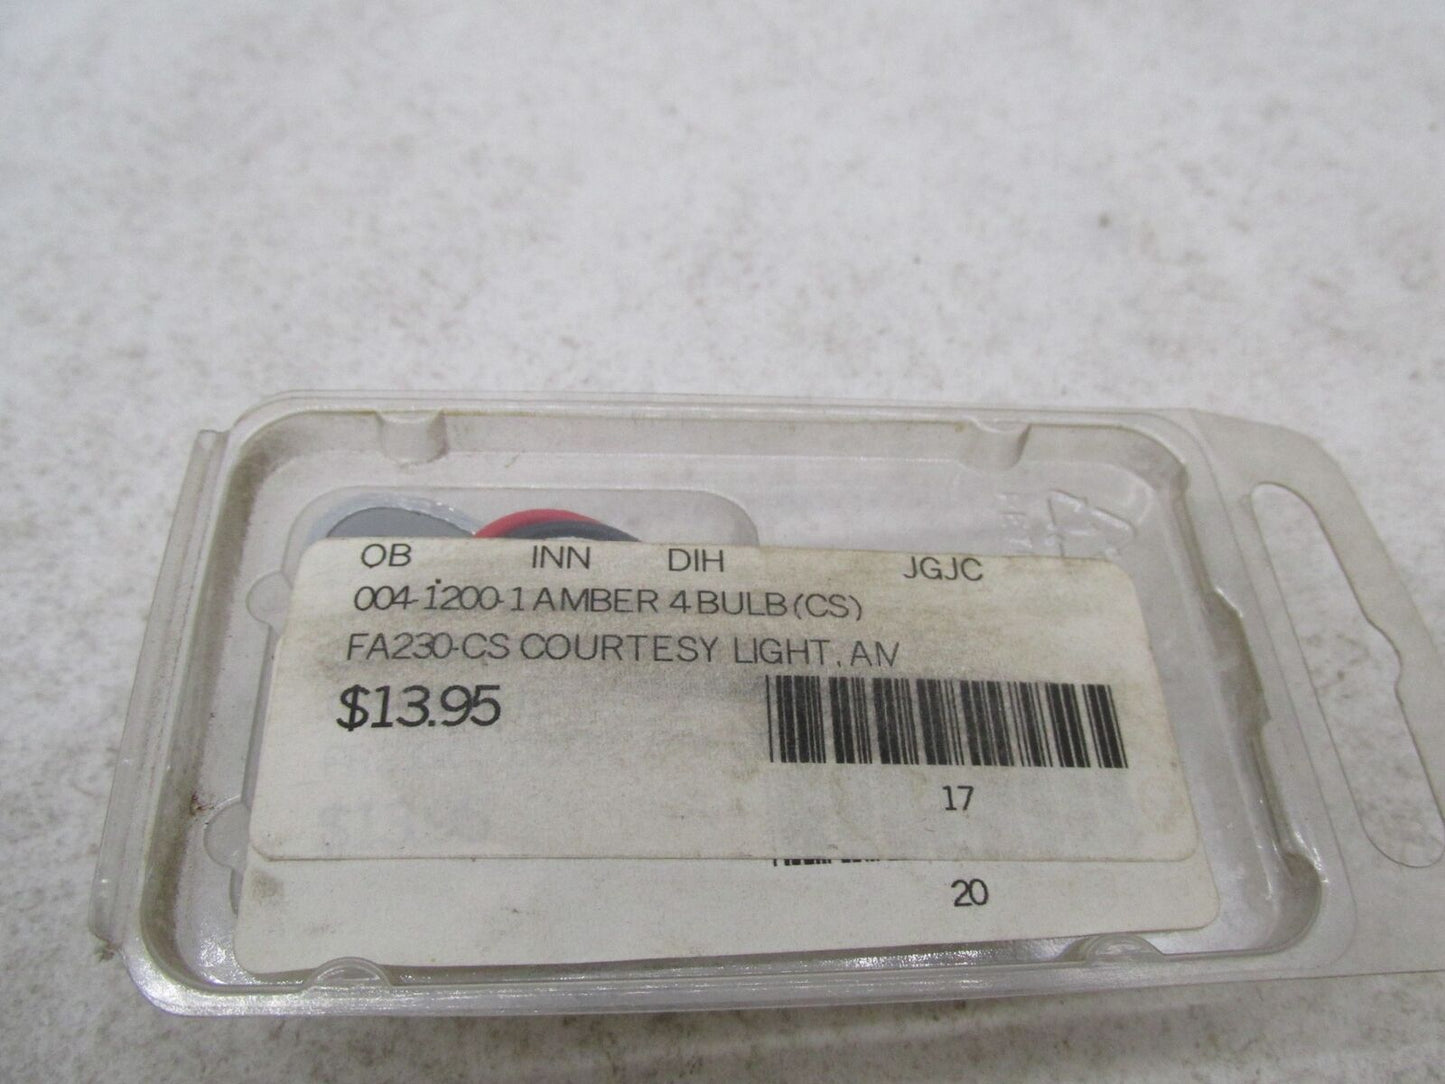 OB INN DIH JGJC
004-1200-1 AMBER 4 BULB (CS)
FA230-CS COURTESY LIGHT, AM
$13.95
17
20